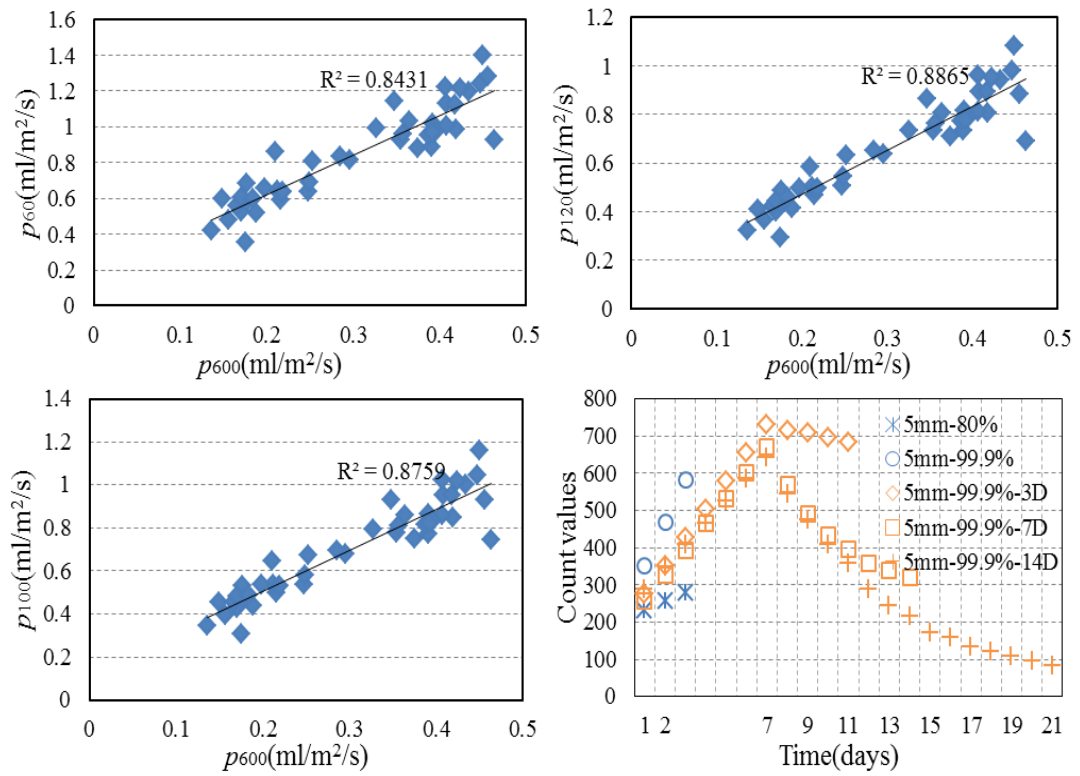 1.6
1.4
1.2
1
0.8
0.6
0.4
0.2
0
p60(ml/m²/s)
R² = 0.8431
0 0.1 0.2 0.3 0.4 0.5
p600(ml/m²/s)
1.2
1
0.8
0.6
0.4
0.2
0
p120(ml/m²/s)
R² = 0.8865
0 0.1 0.2 0.3 0.4 0.5
p600(ml/m²/s)
1.4
1.2
1
0.8
0.6
0.4
0.2
0
p100(ml/m²/s)
R² = 0.8759
0 0.1 0.2 0.3 0.4 0.5
p600(ml/m²/s)
800
700
600
500
400
300
200
100
0
Count values
5mm-80%
5mm-99.9%
5mm-99.9%-3D
5mm-99.9%-7D
5mm-99.9%-14D
1 2 7 9 11 13 15 17 19 21
Time(days)